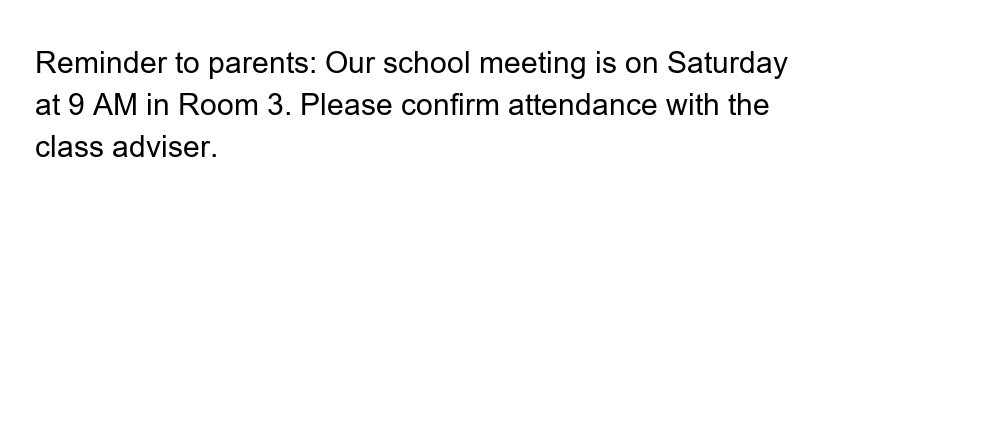 Reminder to parents: Our school meeting is on Saturday
at 9 AM in Room 3. Please confirm attendance with the
class adviser.